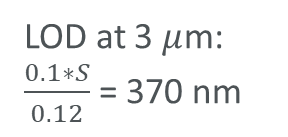 LOD at 3 𝜇m:
0.1∗𝑆
0.12
= 370 nm